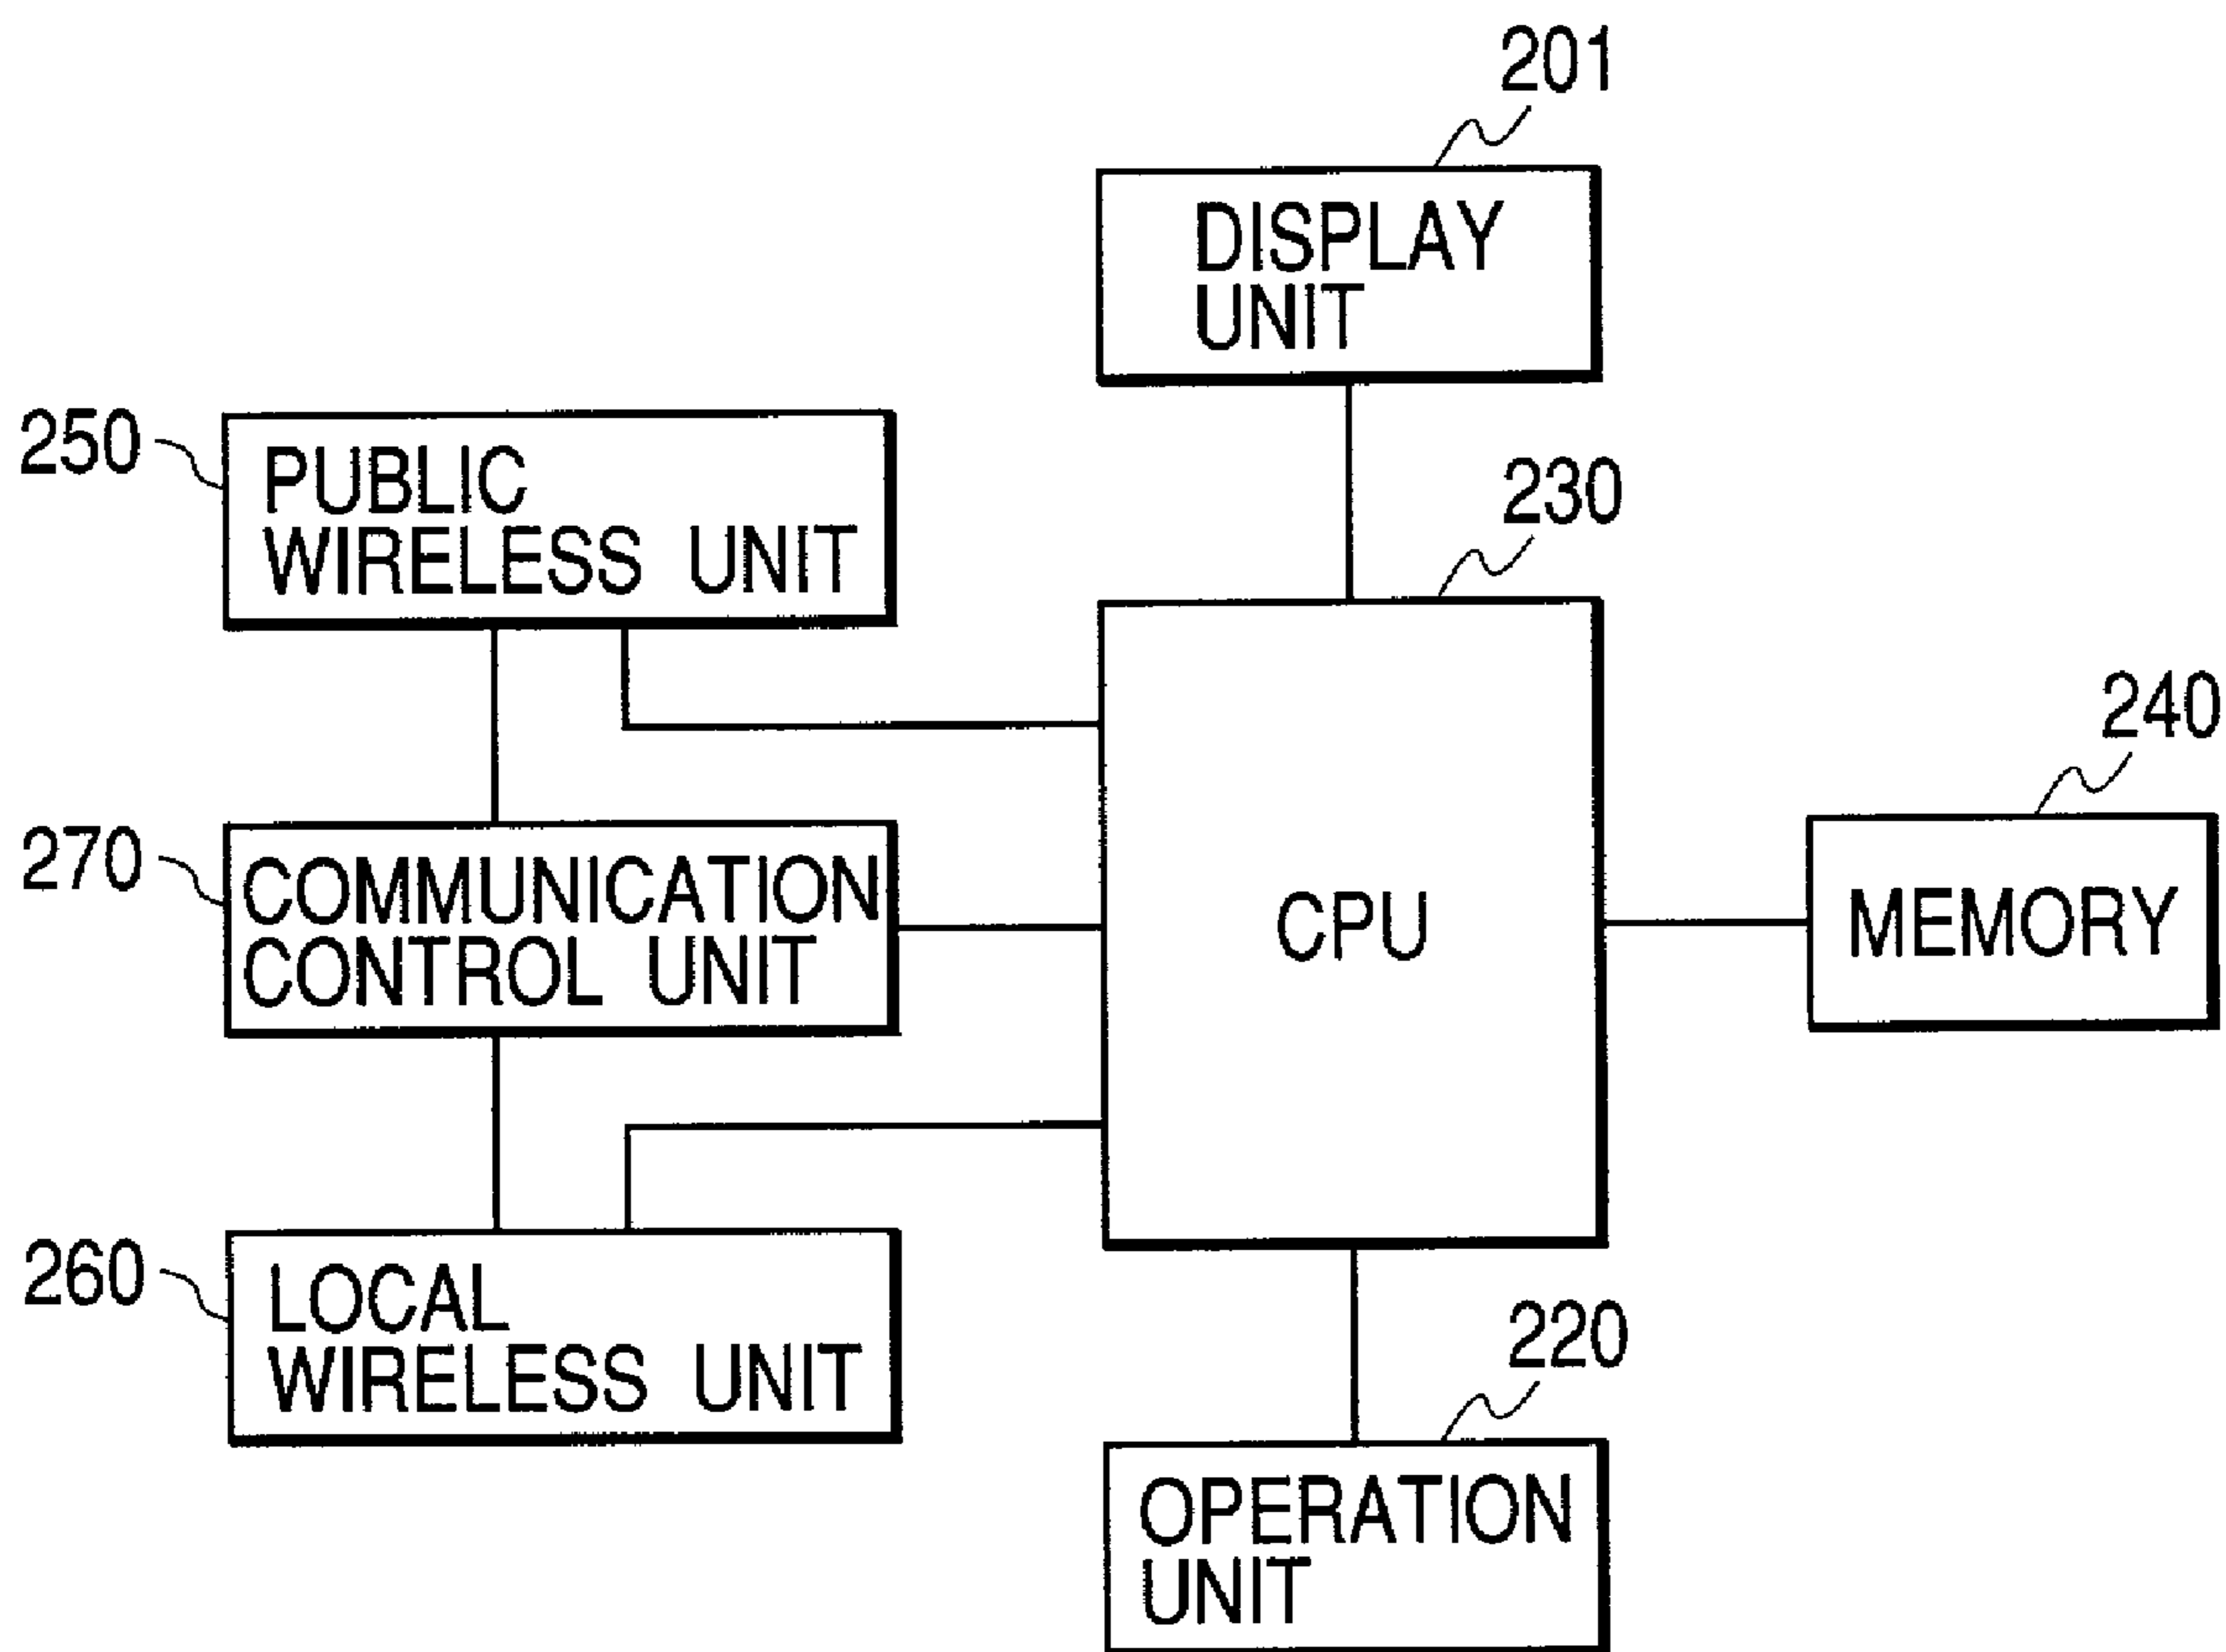 201
DISPLAY
UNIT
250
PUBLIC
WIRELESS UNIT
230
240
270
COMMUNICATION
CONTROL UNIT
CPU
MEMORY
260
LOCAL
WIRELESS UNIT
220
OPERATION
UNIT